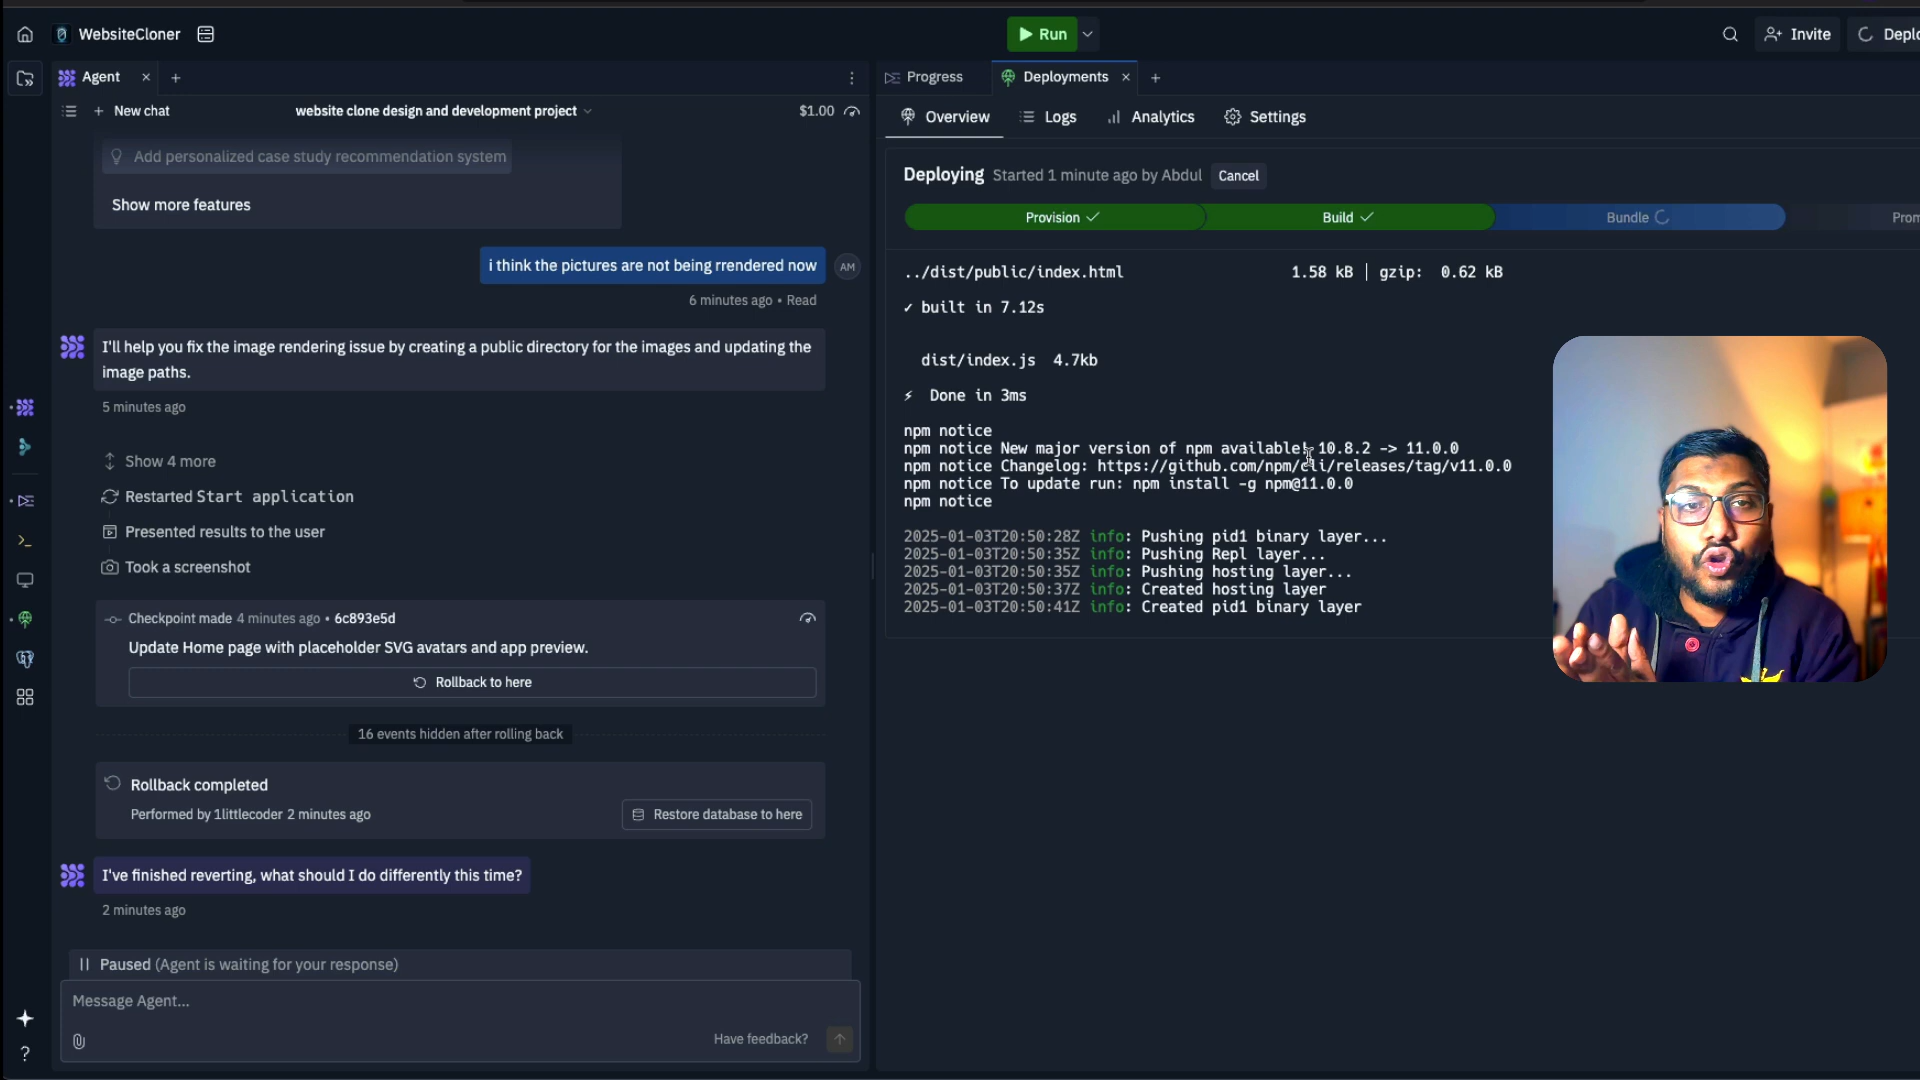 WebsiteCloner
Run
Invite
Agent
Progress
Deployments
New chat
website clone design and development project
$1.00
Overview
Logs
Analytics
Settings
Add personalized case study recommendation system
Show more features
i think the pictures are not being rrendered now
AM
6 minutes ago • Read
I'll help you fix the image rendering issue by creating a public directory for the images and updating the
image paths.
5 minutes ago
Show 4 more
Restarted Start application
Presented results to the user
Took a screenshot
Checkpoint made 4 minutes ago • 6c893e5d
Update Home page with placeholder SVG avatars and app preview.
Rollback to here
16 events hidden after rolling back
Rollback completed
Performed by 1littlecoder 2 minutes ago
Restore database to here
I've finished reverting, what should I do differently this time?
2 minutes ago
Paused (Agent is waiting for your response)
Message Agent...
Have feedback?
Deploying Started 1 minute ago by Abdul Cancel
Provision ✓ Build ✓ Bundle
../dist/public/index.html 1.58 kB | gzip: 0.62 kB
✓ built in 7.12s
dist/index.js 4.7kb
⚡ Done in 3ms
npm notice
npm notice New major version of npm available! 10.8.2 -> 11.0.0
npm notice Changelog: https://github.com/npm/cli/releases/tag/v11.0.0
npm notice To update run: npm install -g npm@11.0.0
npm notice
2025-01-03T20:50:28Z info: Pushing pid1 binary layer...
2025-01-03T20:50:35Z info: Pushing Repl layer...
2025-01-03T20:50:35Z info: Pushing hosting layer...
2025-01-03T20:50:37Z info: Created hosting layer
2025-01-03T20:50:41Z info: Created pid1 binary layer